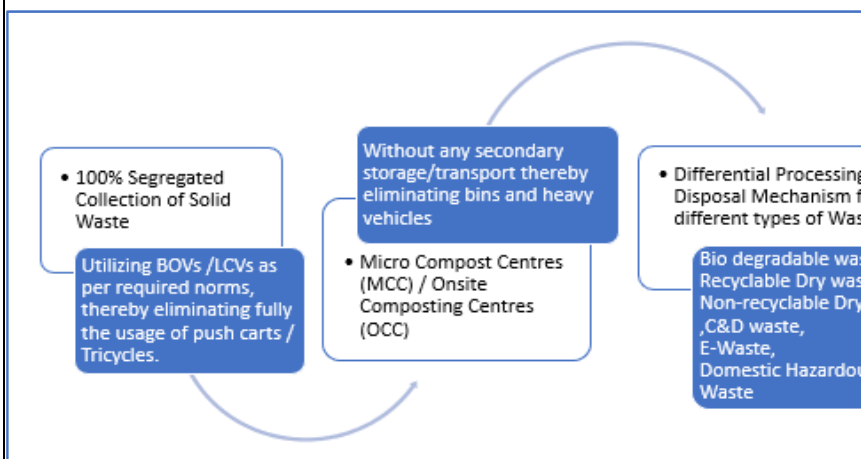 • 100% Segregated
Collection of Solid
Waste
Utilizing BOVs /LCVs as
per required norms,
thereby eliminating fully
the usage of push carts /
Tricycles.
Without any secondary
storage/transport thereby
eliminating bins and heavy
vehicles
• Micro Compost Centres
(MCC) / Onsite
Composting Centres
(OCC)
• Differential Processing
Disposal Mechanism
different types of
Bio degradable
Recyclable Dry
Non-recyclable Dry
,C&D waste,
E-Waste,
Domestic
Waste